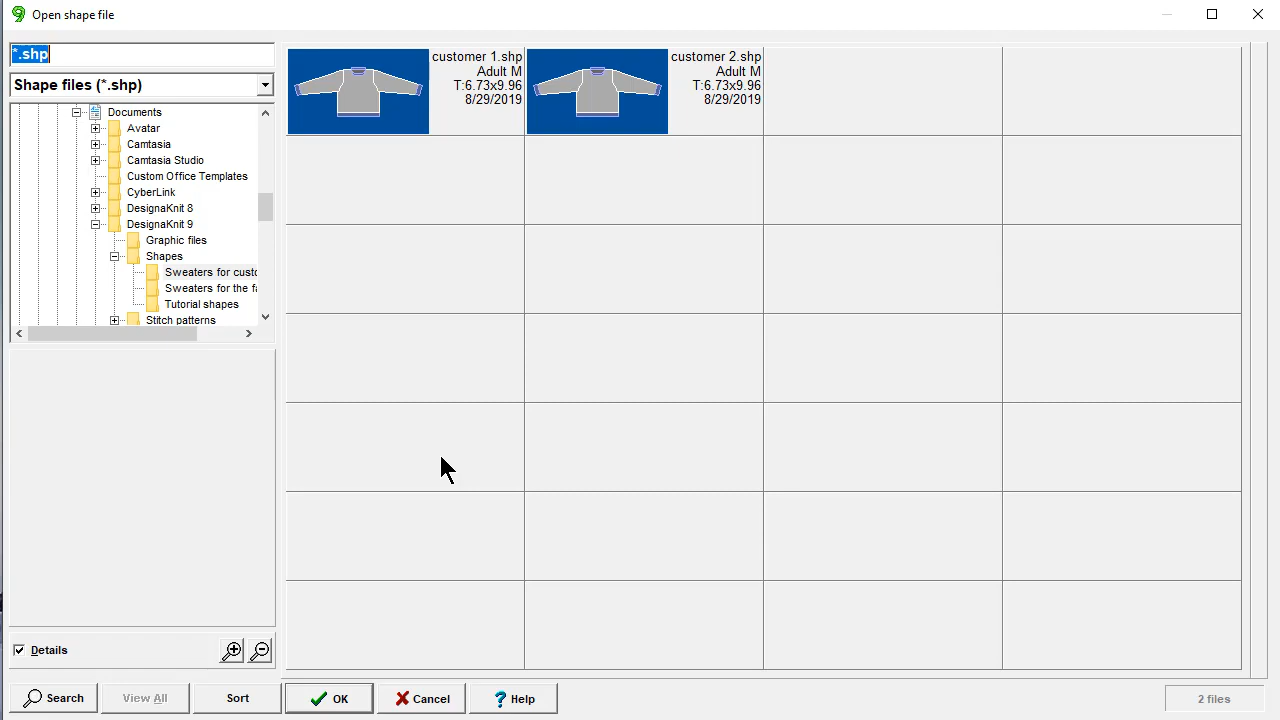 Open shape file
*.shp
Shape files (*.shp)
Documents
Avatar
Camtasia
Camtasia Studio
Custom Office Templates
CyberLink
DesignaKnit 8
DesignaKnit 9
Graphic files
Shapes
Sweaters for custo
Sweaters for the fa
Tutorial shapes
Stitch patterns
customer 1.shp
Adult M
T:6.73x9.96
8/29/2019
customer 2.shp
Adult M
T:6.73x9.96
8/29/2019
Details
Search
View All
Sort
OK
Cancel
Help
2 files